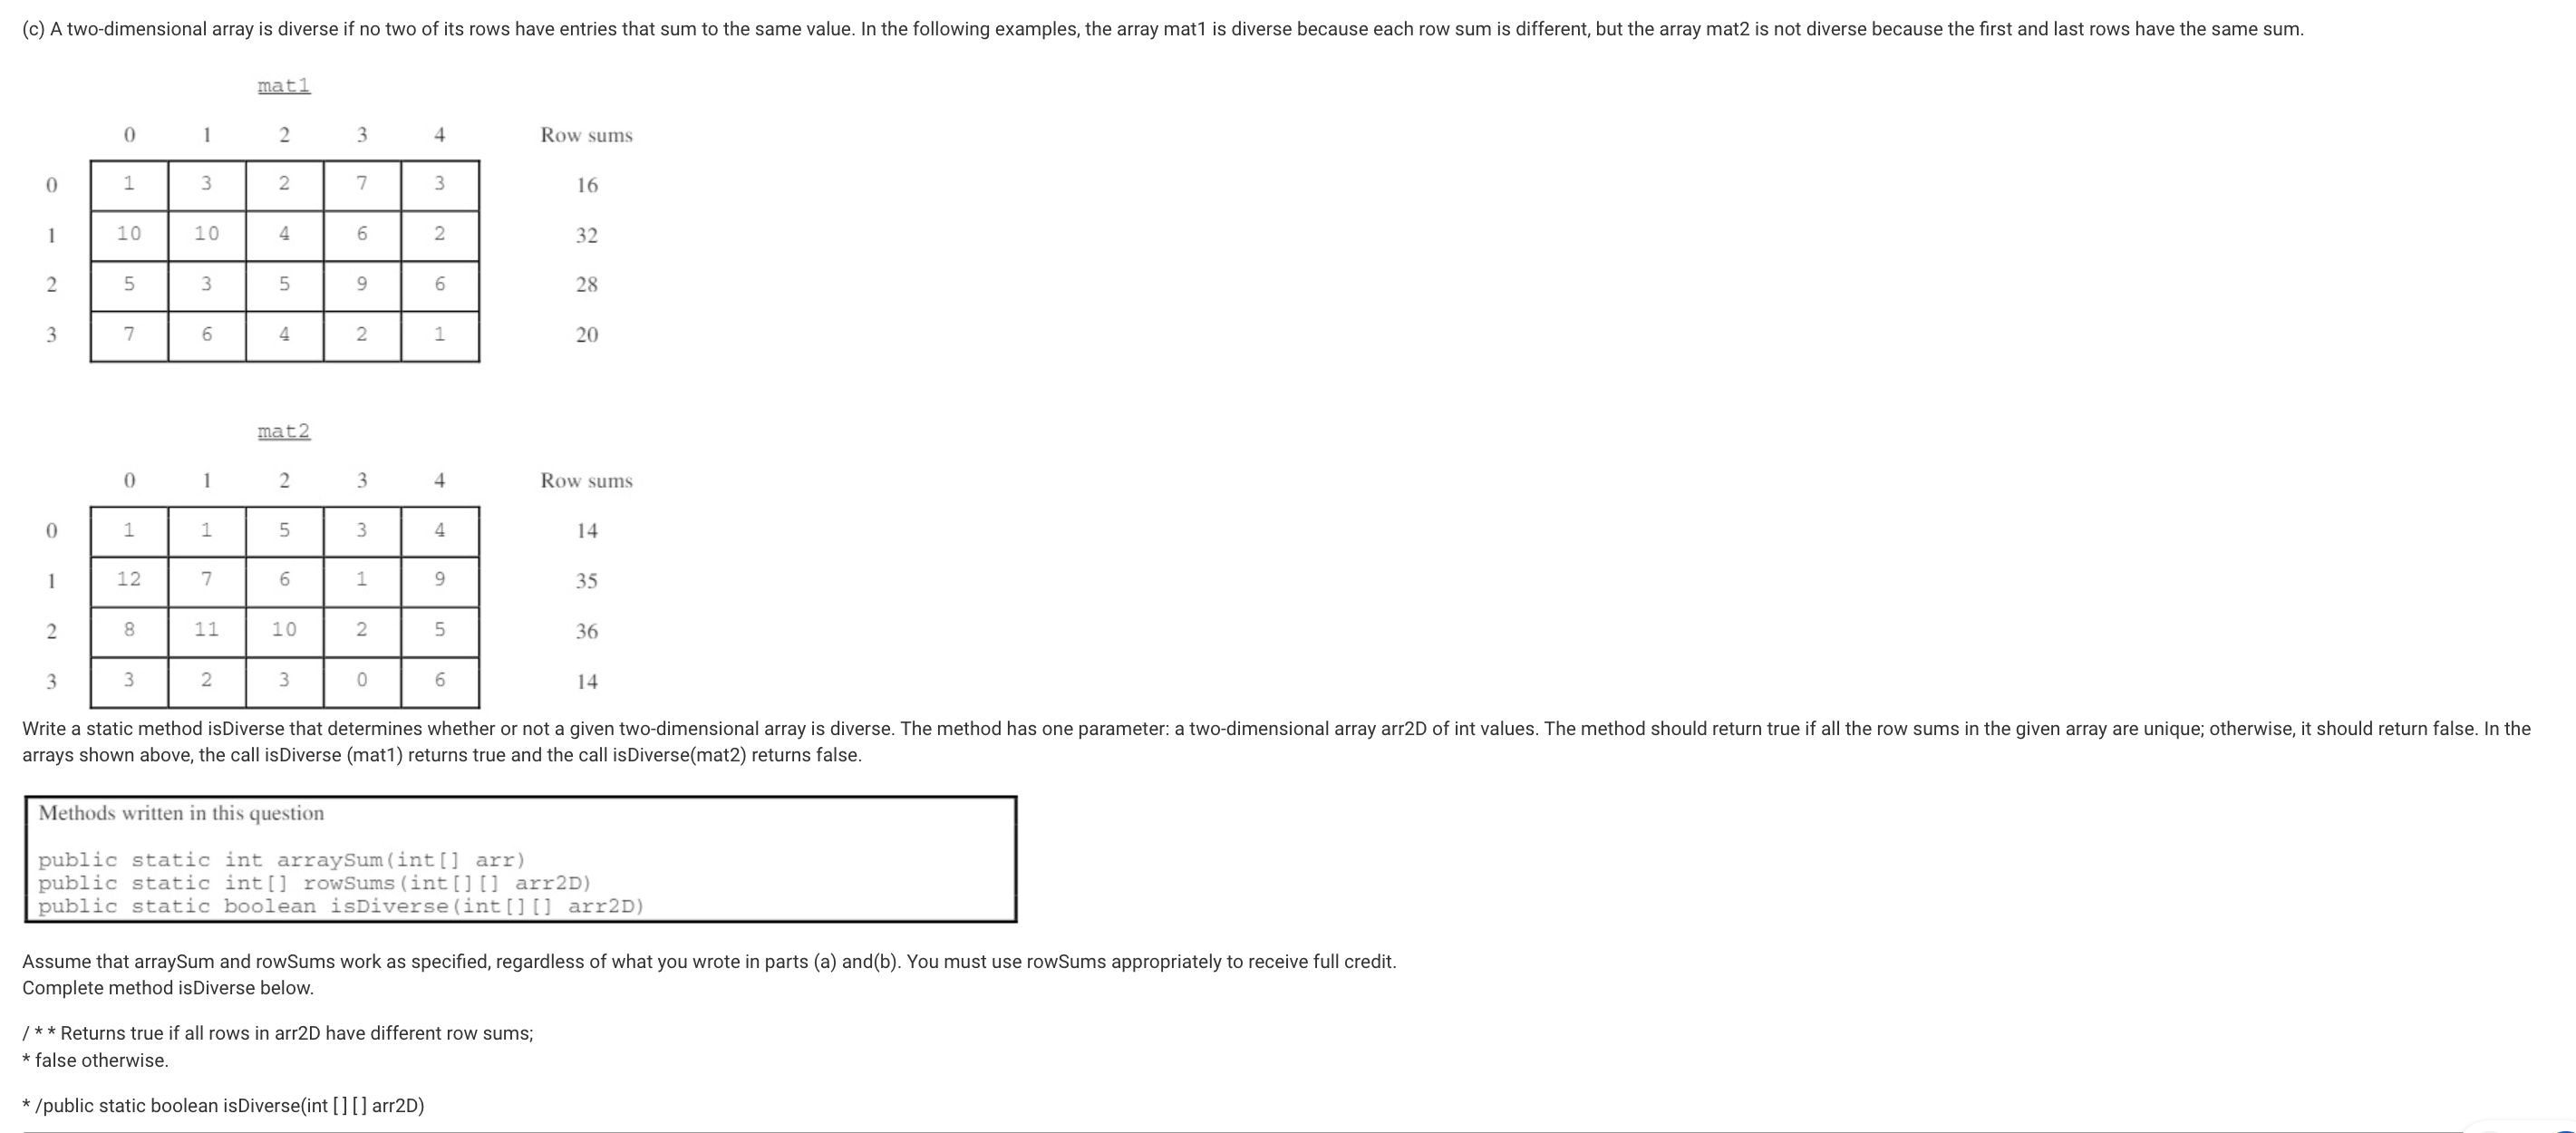 (c) A two-dimensional array is diverse if no two of its rows have entries that sum to the same value. In the following examples, the array mat1 is diverse because each row sum is different, but the array mat2 is not diverse because the first and last rows have the same sum.
mat1
0 1 2 3 4 Row sums
0 1 3 2 7 3 16
1 10 10 4 6 2 32
2 5 3 5 9 6 28
3 7 6 4 2 1 20
mat2
0 1 2 3 4 Row sums
0 1 1 5 3 4 14
1 12 7 6 1 9 35
2 8 11 10 2 5 36
3 3 2 3 0 6 14
Write a static method isDiverse that determines whether or not a given two-dimensional array is diverse. The method has one parameter: a two-dimensional array arr2D of int values. The method should return true if all the row sums in the given array are unique; otherwise, it should return false. In the
arrays shown above, the call isDiverse (mat1) returns true and the call isDiverse(mat2) returns false.
Methods written in this question
public static int arraySum(int[] arr)
public static int[] rowSums(int[][] arr2D)
public static boolean isDiverse(int[][] arr2D)
Assume that arraySum and rowSums work as specified, regardless of what you wrote in parts (a) and(b). You must use rowSums appropriately to receive full credit.
Complete method isDiverse below.
/ * * Returns true if all rows in arr2D have different row sums;
* false otherwise.
* /public static boolean isDiverse(int [ ] [ ] arr2D)